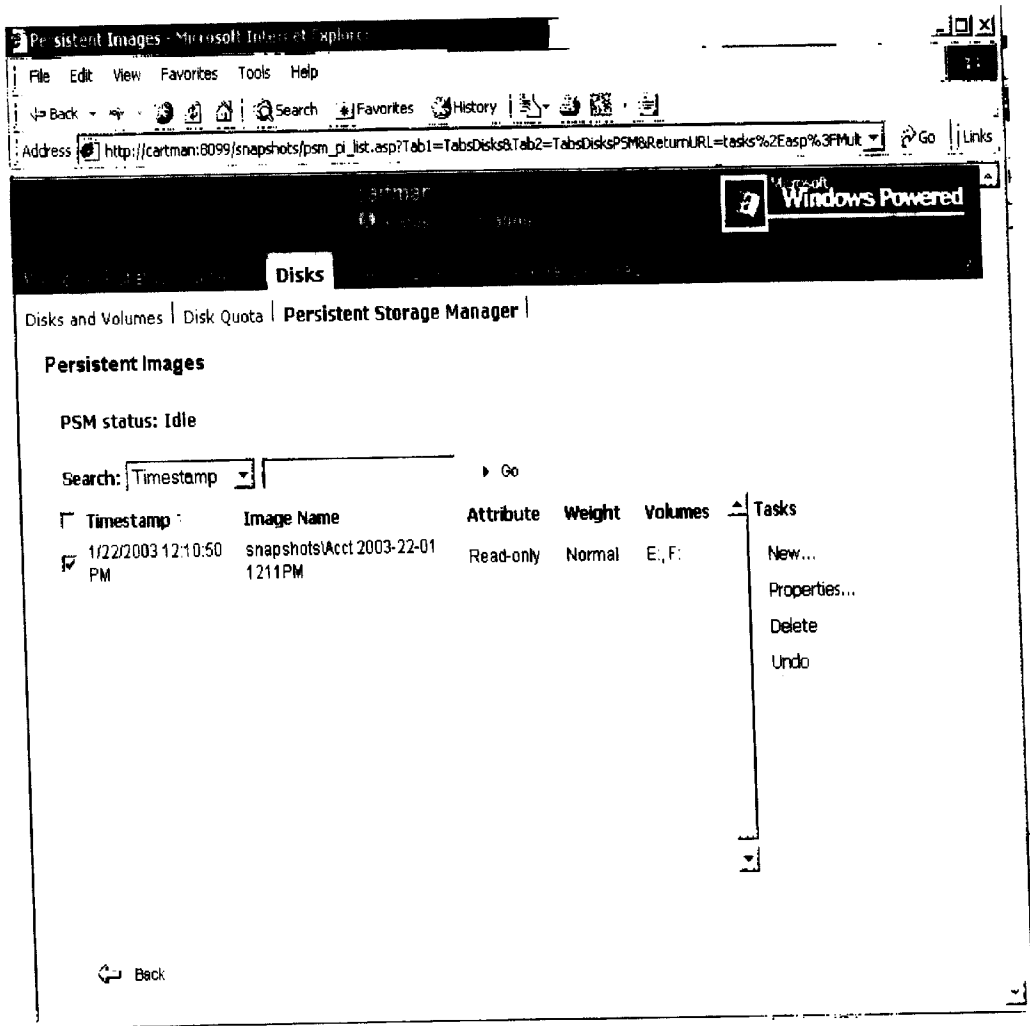 Persistent Images - Microsoft Internet Explorer
File Edit View Favorites Tools Help
Back Search Favorites History
Address http://cartman:8099/snapshots/psm_pi_list.asp?Tab1=TabsDisks&Tab2=TabsDisksPSM&ReturnURL=tasks%2Easp%3FMult Go Links
cartman
Microsoft
Windows Powered
Disks
Disks and Volumes | Disk Quota | Persistent Storage Manager |
Persistent Images
PSM status: Idle
Search: Timestamp Go
Timestamp Image Name Attribute Weight Volumes Tasks
1/22/2003 12:10:50 PM snapshots\Acct 2003-22-01 1211PM Read-only Normal E:, F:
New...
Properties...
Delete
Undo
Back